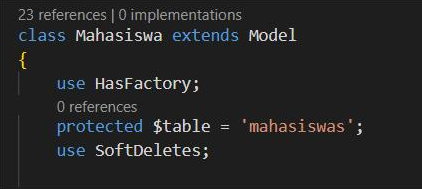 23 references | 0 implementations
class Mahasiswa extends Model
{
use HasFactory;
0 references
protected $table = 'mahasiswas';
use SoftDeletes;